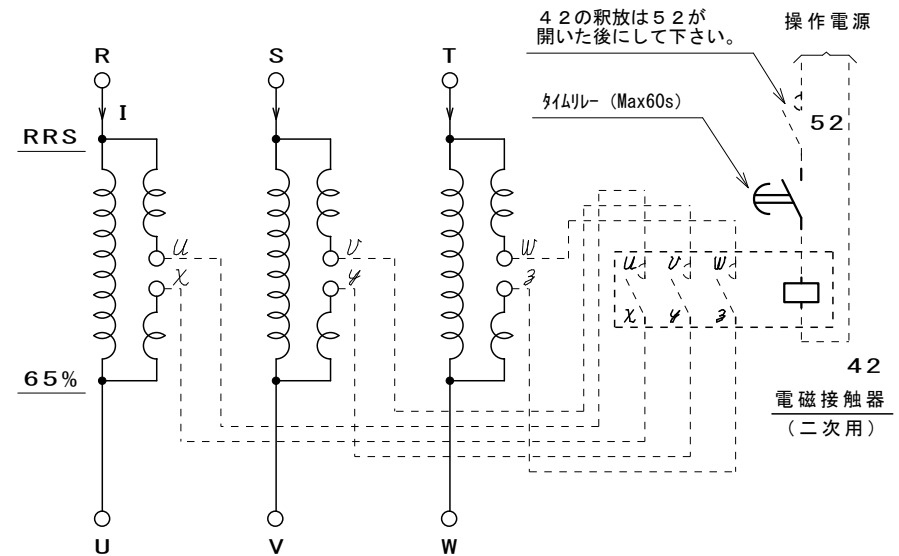 42の釈放は52が
開いた後にして下さい。
操作電源
R
S
T
ﾀｲﾑﾘﾚｰ (Max60s)
I
52
RRS
u
v
w
x
y
z
u v w
x y z
65%
42
電磁接触器
(二次用)
U
V
W